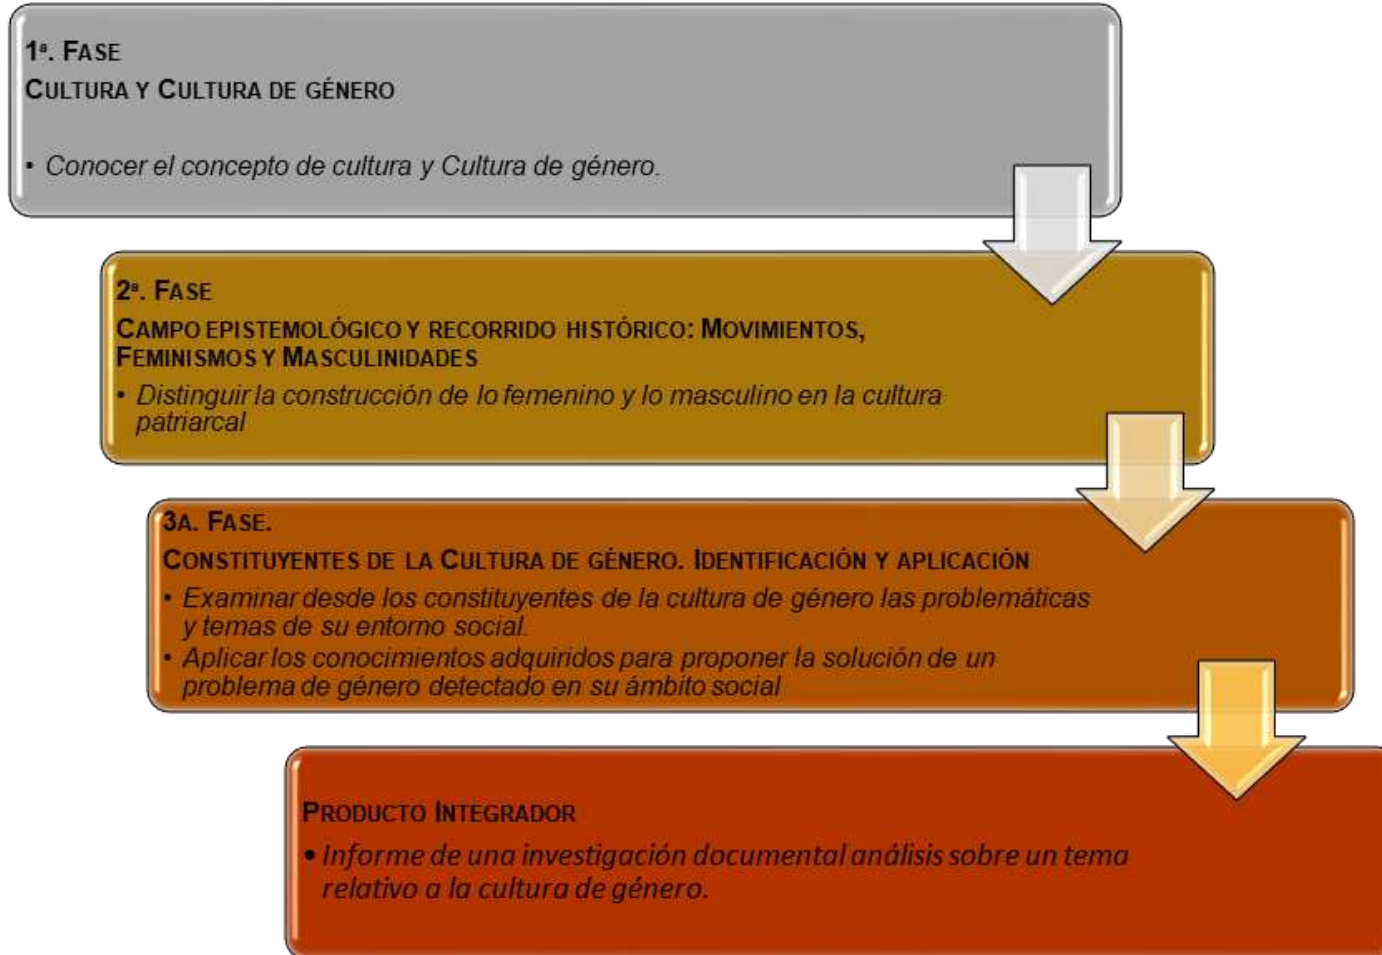 1ª. FASE
CULTURA Y CULTURA DE GÉNERO
• Conocer el concepto de cultura y Cultura de género.
2ª. FASE
CAMPO EPISTEMOLÓGICO Y RECORRIDO HISTÓRICO: MOVIMIENTOS,
FEMINISMOS Y MASCULINIDADES
• Distinguir la construcción de lo femenino y lo masculino en la cultura
patriarcal
3A. FASE.
CONSTITUYENTES DE LA CULTURA DE GÉNERO. IDENTIFICACIÓN Y APLICACIÓN
• Examinar desde los constituyentes de la cultura de género las problemáticas
y temas de su entorno social.
• Aplicar los conocimientos adquiridos para proponer la solución de un
problema de género detectado en su ámbito social
PRODUCTO INTEGRADOR
• Informe de una investigación documental análisis sobre un tema
relativo a la cultura de género.